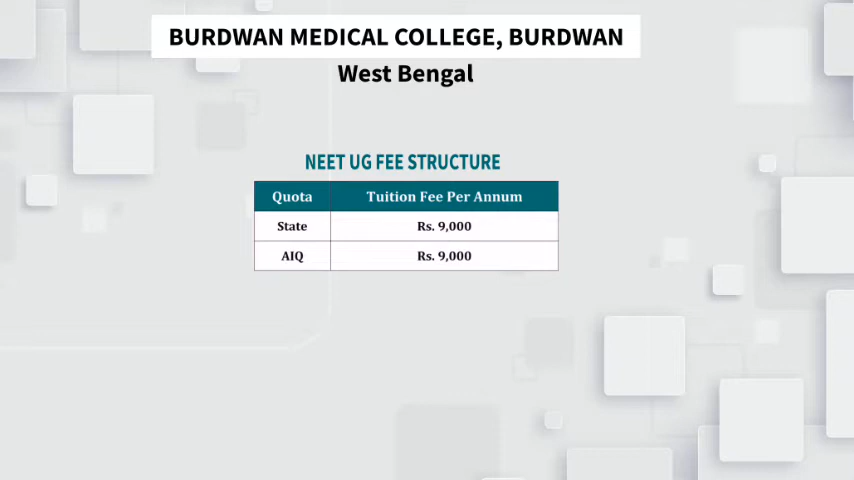 BURDWAN MEDICAL COLLEGE, BURDWAN
West Bengal
NEET UG FEE STRUCTURE
Quota Tuition Fee Per Annum
State Rs. 9,000
AIQ Rs. 9,000